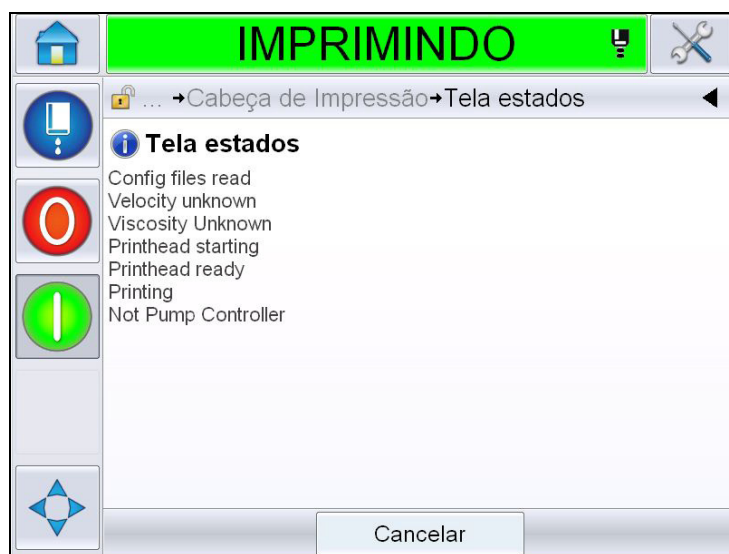 IMPRIMINDO
... →Cabeça de Impressão→Tela estados
Tela estados
Config files read
Velocity unknown
Viscosity Unknown
Printhead starting
Printhead ready
Printing
Not Pump Controller
Cancelar